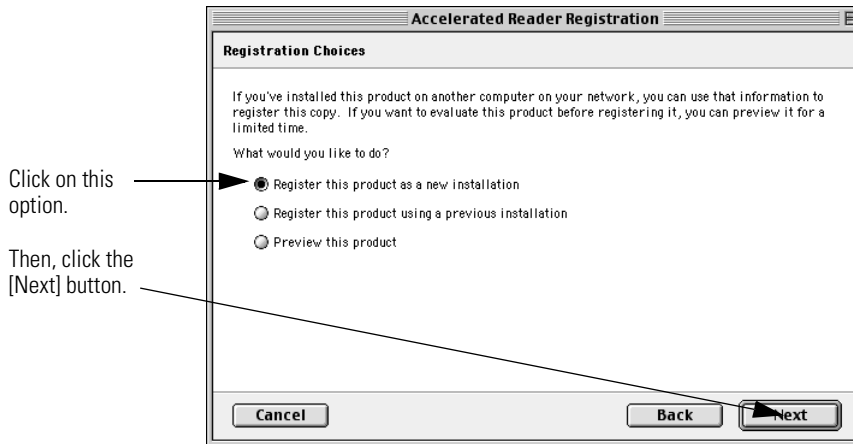 Accelerated Reader Registration
Registration Choices
If you've installed this product on another computer on your network, you can use that information to
register this copy. If you want to evaluate this product before registering it, you can preview it for a
limited time.
What would you like to do?
Click on this
option.
Register this product as a new installation
Register this product using a previous installation
Preview this product
Then, click the
[Next] button.
Cancel
Back
Next